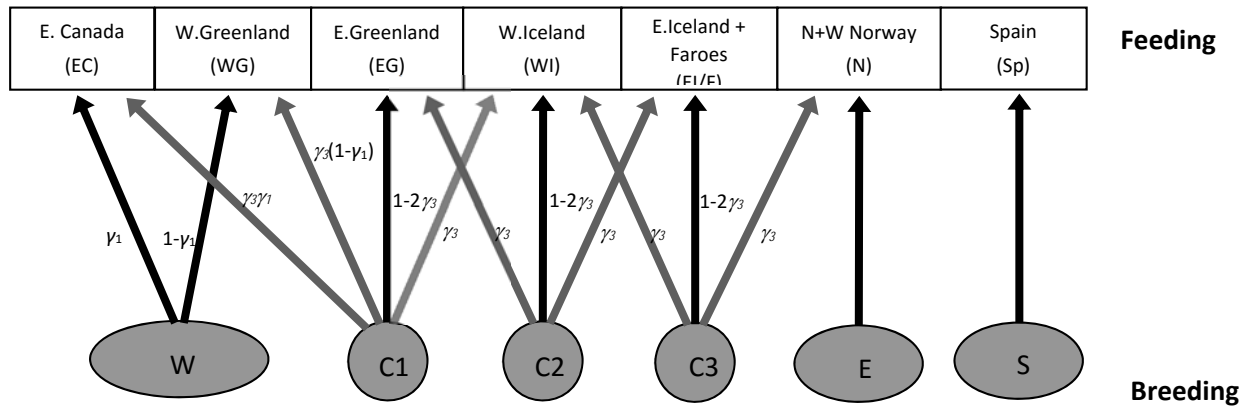 E. Canada
(EC)
W.Greenland
(WG)
E.Greenland
(EG)
W.Iceland
(WI)
E.Iceland +
Faroes
(EI/F)
N+W Norway
(N)
Spain
(Sp)
Feeding
γ₃(1-γ₁)
γ₃γ₁
1-2γ₃
1-2γ₃
1-2γ₃
γ₁
1-γ₁
γ₃
γ₃
γ₃
γ₃
γ₃
W
C1
C2
C3
E
S
Breeding